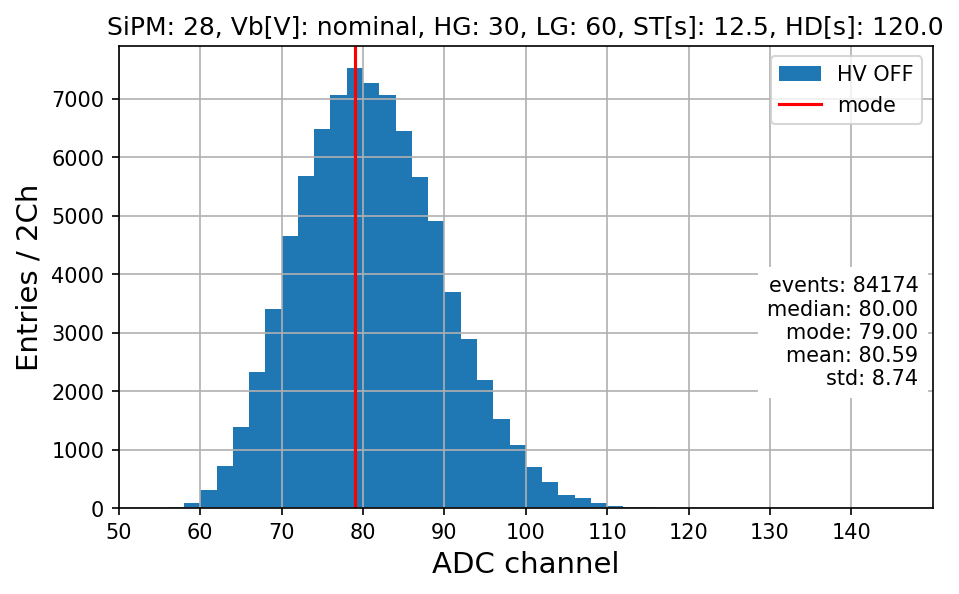 SiPM: 28, Vb[V]: nominal, HG: 30, LG: 60, ST[s]: 12.5, HD[s]: 120.0
HV OFF
mode
7000
6000
5000
4000
3000
2000
1000
0
Entries / 2Ch
events: 84174
median: 80.00
mode: 79.00
mean: 80.59
std: 8.74
50 60 70 80 90 100 110 120 130 140
ADC channel